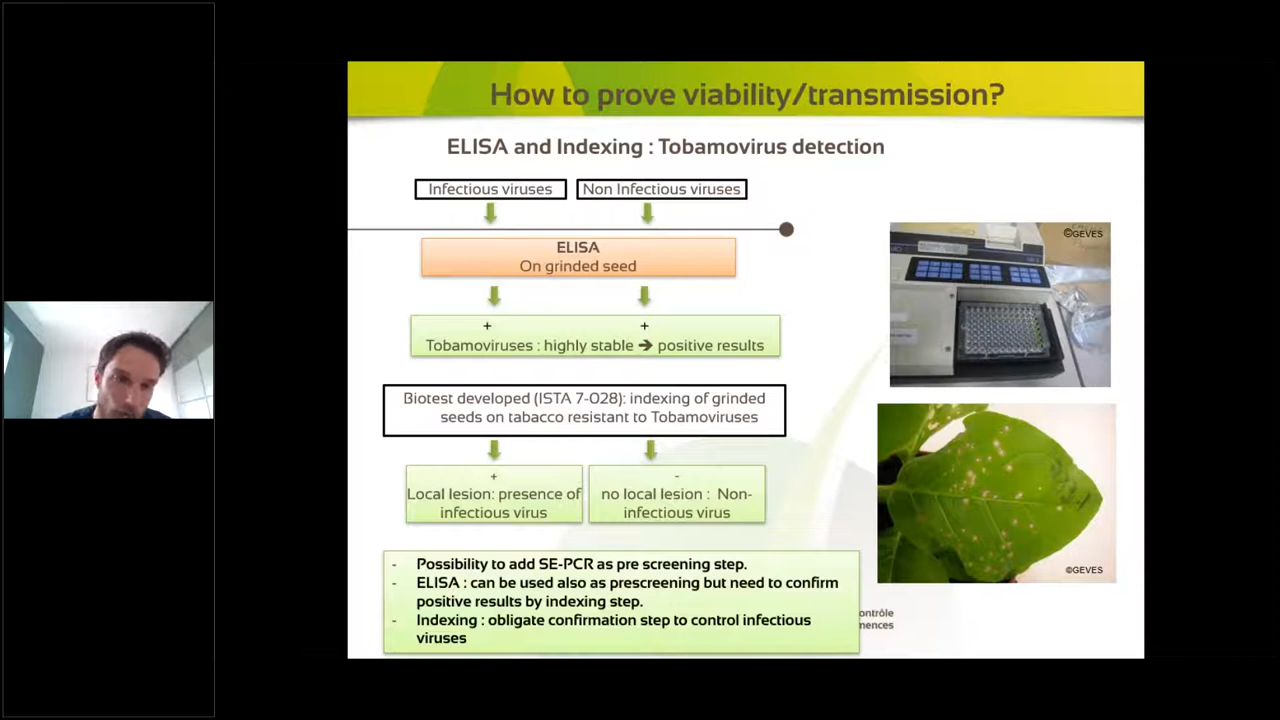 How to prove viability/transmission?
ELISA and Indexing : Tobamovirus detection
Infectious viruses
Non Infectious viruses
ELISA
On grinded seed
+ +
Tobamoviruses : highly stable ➔ positive results
Biotest developed (ISTA 7-028): indexing of grinded
seeds on tabacco resistant to Tobamoviruses
+
Local lesion: presence of
infectious virus
-
no local lesion : Non-
infectious virus
- Possibility to add SE-PCR as pre screening step.
- ELISA : can be used also as prescreening but need to confirm
positive results by indexing step.
- Indexing : obligate confirmation step to control infectious
viruses
©GEVES
©GEVES
ontrôle
mences